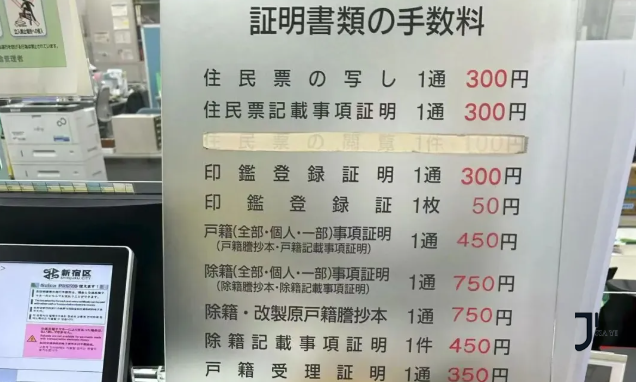 証明書類の手数料
住民票の写し 1通 300円
住民票記載事項証明 1通 300円
住民票の閲覧 1件 100円
印鑑登録証明 1通 300円
印鑑登録証 1枚 50円
戸籍(全部・個人・一部)事項証明 1通 450円
(戸籍謄抄本・戸籍記載事項証明)
除籍(全部・個人・一部)事項証明 1通 750円
(除籍謄抄本・除籍記載事項証明)
除籍・改製原戸籍謄抄本 1通 750円
除籍記載事項証明 1件 450円
戸籍受理証明 1通 350円
新宿区